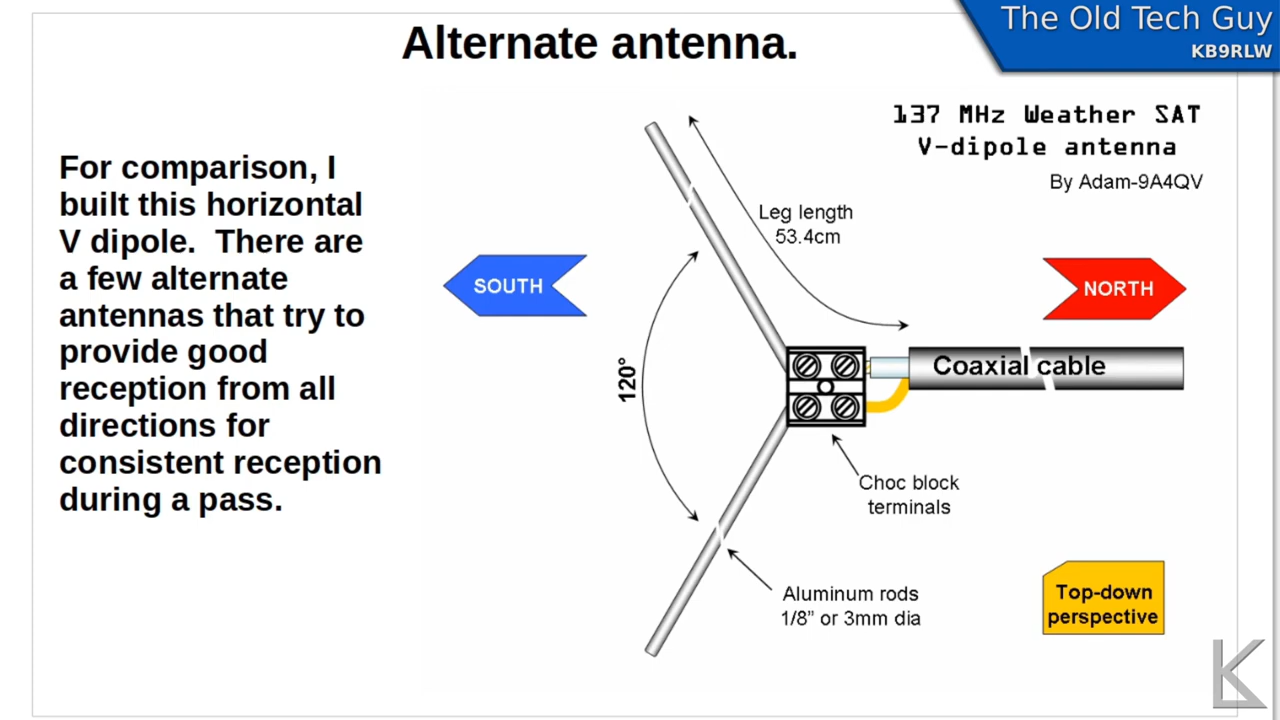 The Old Tech Guy
KB9RLW
Alternate antenna.
For comparison, I
built this horizontal
V dipole.  There are
a few alternate
antennas that try to
provide good
reception from all
directions for
consistent reception
during a pass.
137 MHz Weather SAT
V-dipole antenna
By Adam-9A4QV
Leg length
53.4cm
SOUTH
NORTH
120°
Coaxial cable
Choc block
terminals
Aluminum rods
1/8” or 3mm dia
Top-down
perspective
K